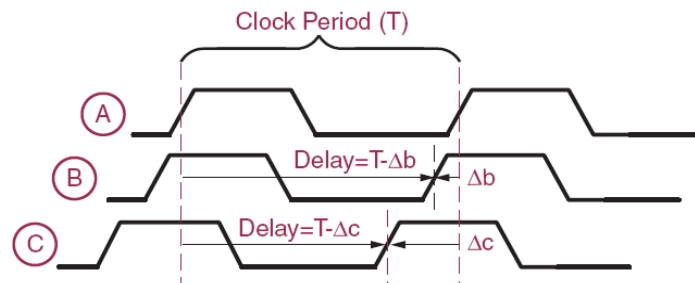 Clock Period (T)
A
B
Delay=T-Δb
Δb
C
Delay=T-Δc
Δc